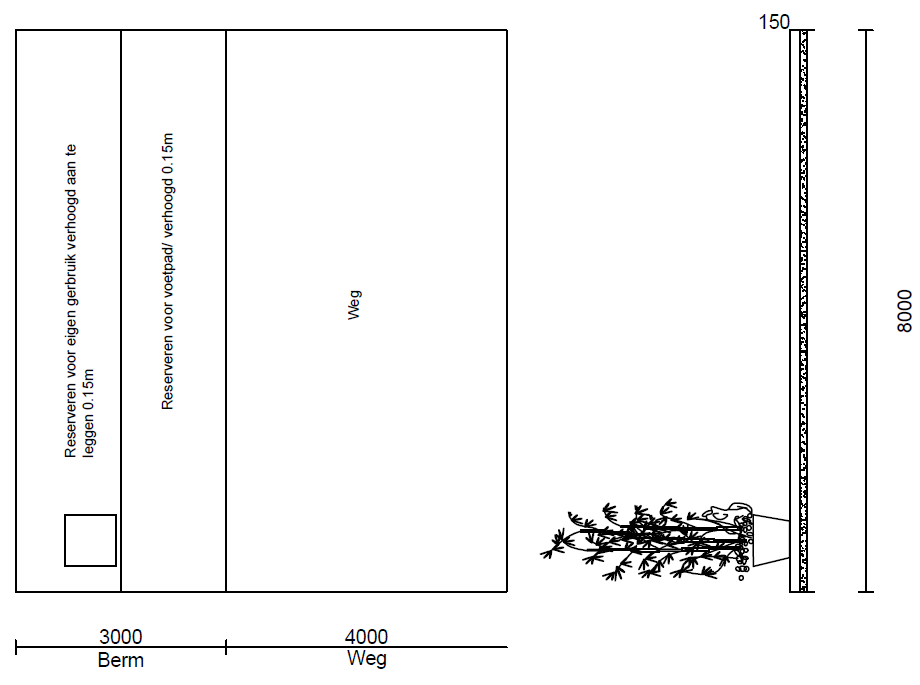 150
Reserveren voor eigen gerbruik verhoogd aan te
leggen 0.15m
Reserveren voor voetpad/ verhoogd 0.15m
Weg
8000
3000
Berm
4000
Weg